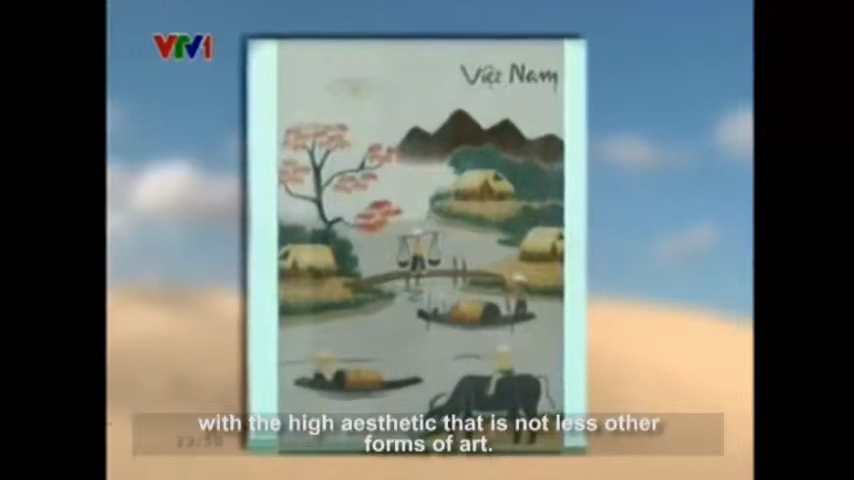 VTV1
Việt Nam
with the high aesthetic that is not less other
forms of art.